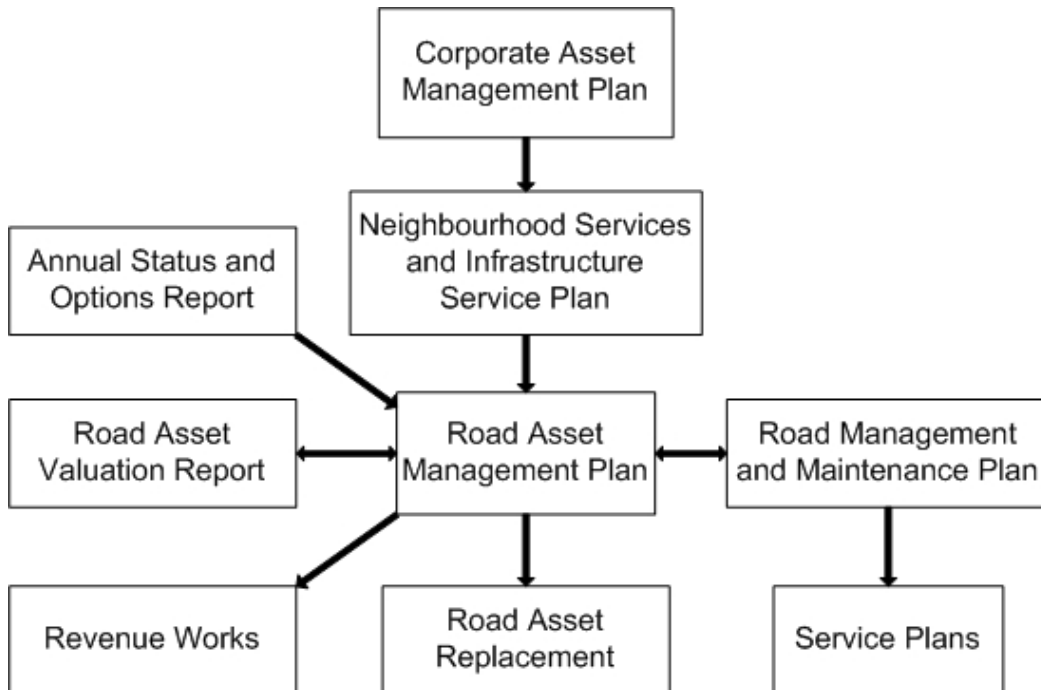 Corporate Asset
Management Plan
Neighbourhood Services
and Infrastructure
Service Plan
Annual Status and
Options Report
Road Asset
Valuation Report
Road Asset
Management Plan
Road Management
and Maintenance Plan
Revenue Works
Road Asset
Replacement
Service Plans